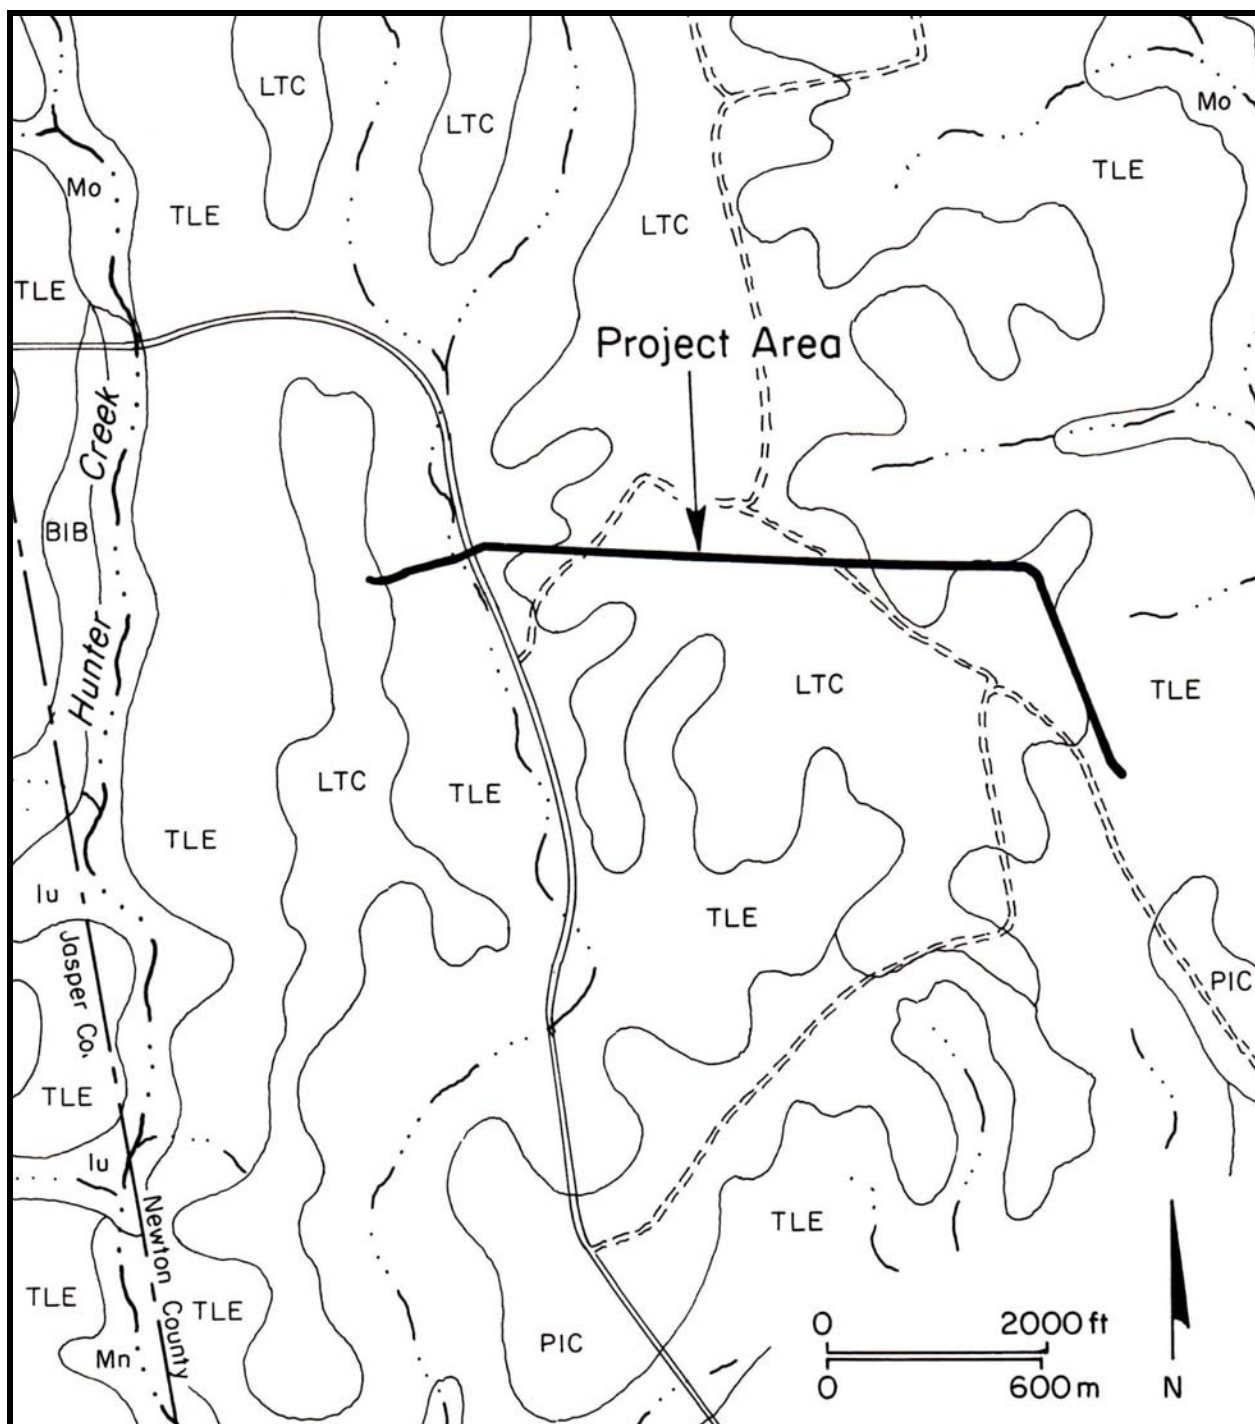 LTC
LTC
Mo
Mo
TLE
TLE
LTC
TLE
Project Area
Hunter Creek
BIB
LTC
TLE
LTC
TLE
TLE
Iu
TLE
Jasper Co.
PIC
TLE
Iu
Newton County
TLE
TLE
TLE
Mn
PIC
0 2000 ft
0 600 m
N